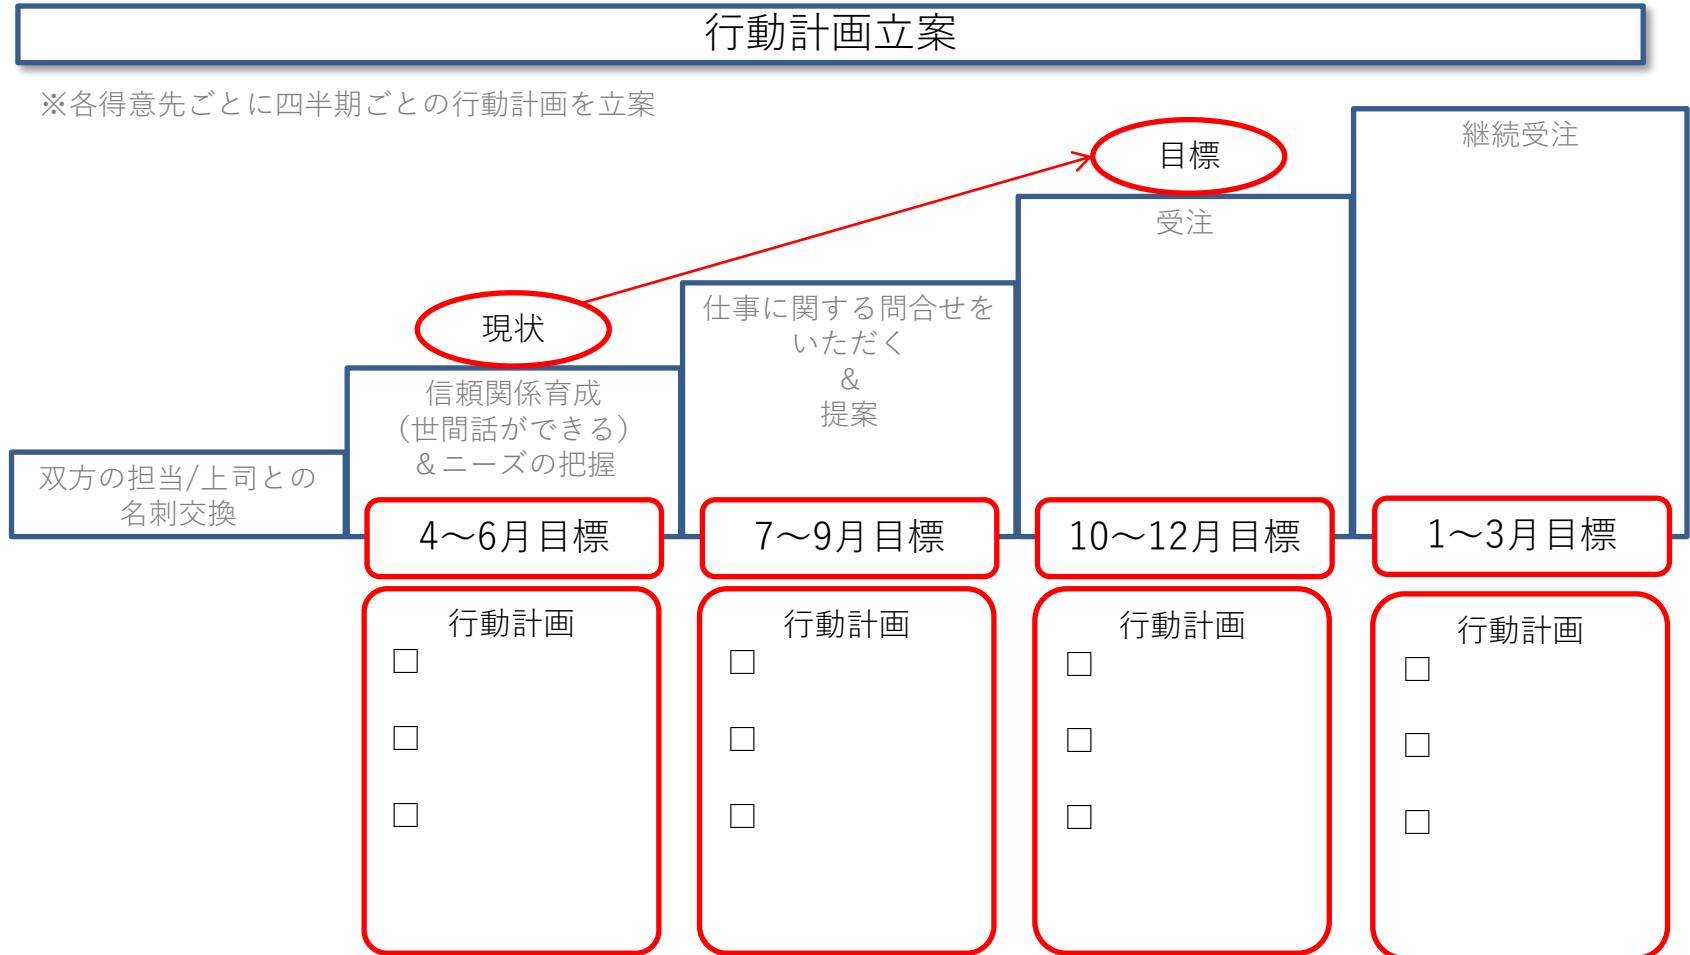 行動計画立案
※各得意先ごとに四半期ごとの行動計画を立案
目標
継続受注
受注
現状
仕事に関する問合せを
いただく
&
提案
信頼関係育成
（世間話ができる）
&ニーズの把握
双方の担当/上司との
名刺交換
4～6月目標
7～9月目標
10～12月目標
1～3月目標
行動計画
□
□
□
行動計画
□
□
□
行動計画
□
□
□
行動計画
□
□
□